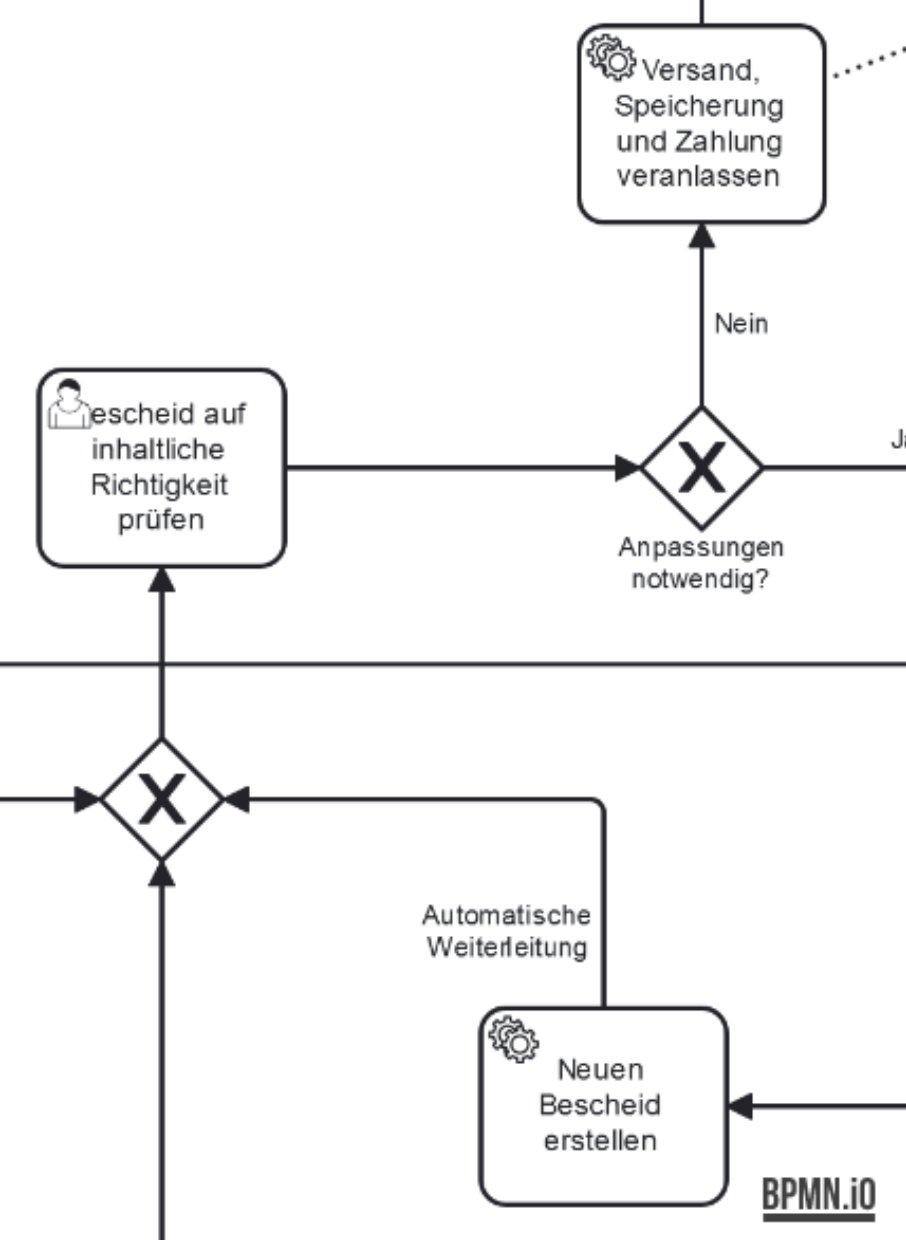 Versand,
Speicherung
und Zahlung
veranlassen
Nein
escheid auf
inhaltliche
Richtigkeit
prüfen
X
Anpassungen
notwendig?
X
Automatische
Weiterleitung
Neuen
Bescheid
erstellen
BPMN.iO